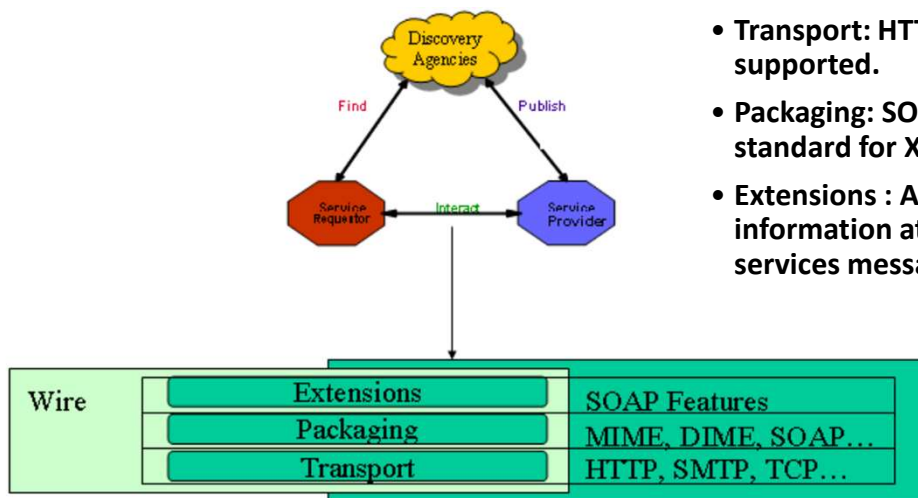 Discovery
Agencies
Find
Publish
Service
Requestor
Interact
Service
Provider
• Transport: HTT
supported.
• Packaging: SO
standard for X
• Extensions : A
information at
services messa
Wire
Extensions
SOAP Features
Packaging
MIME, DIME, SOAP…
Transport
HTTP, SMTP, TCP…